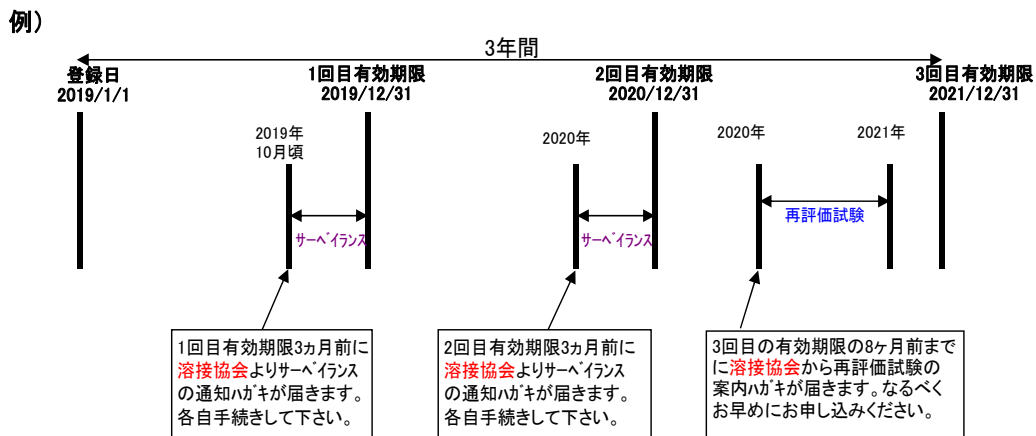 例）
3年間
登録日
2019/1/1
1回目有効期限
2019/12/31
2回目有効期限
2020/12/31
3回目有効期限
2021/12/31
2019年
10月頃
2020年
2020年
2021年
サーベイランス
サーベイランス
再評価試験
1回目有効期限3ヵ月前に
溶接協会よりサーベイランス
の通知ハガキが届きます。
各自手続きして下さい。
2回目有効期限3ヵ月前に
溶接協会よりサーベイランス
の通知ハガキが届きます。
各自手続きして下さい。
3回目の有効期限の8ヶ月前まで
に溶接協会から再評価試験の
案内ハガキが届きます。なるべく
お早めにお申し込みください。